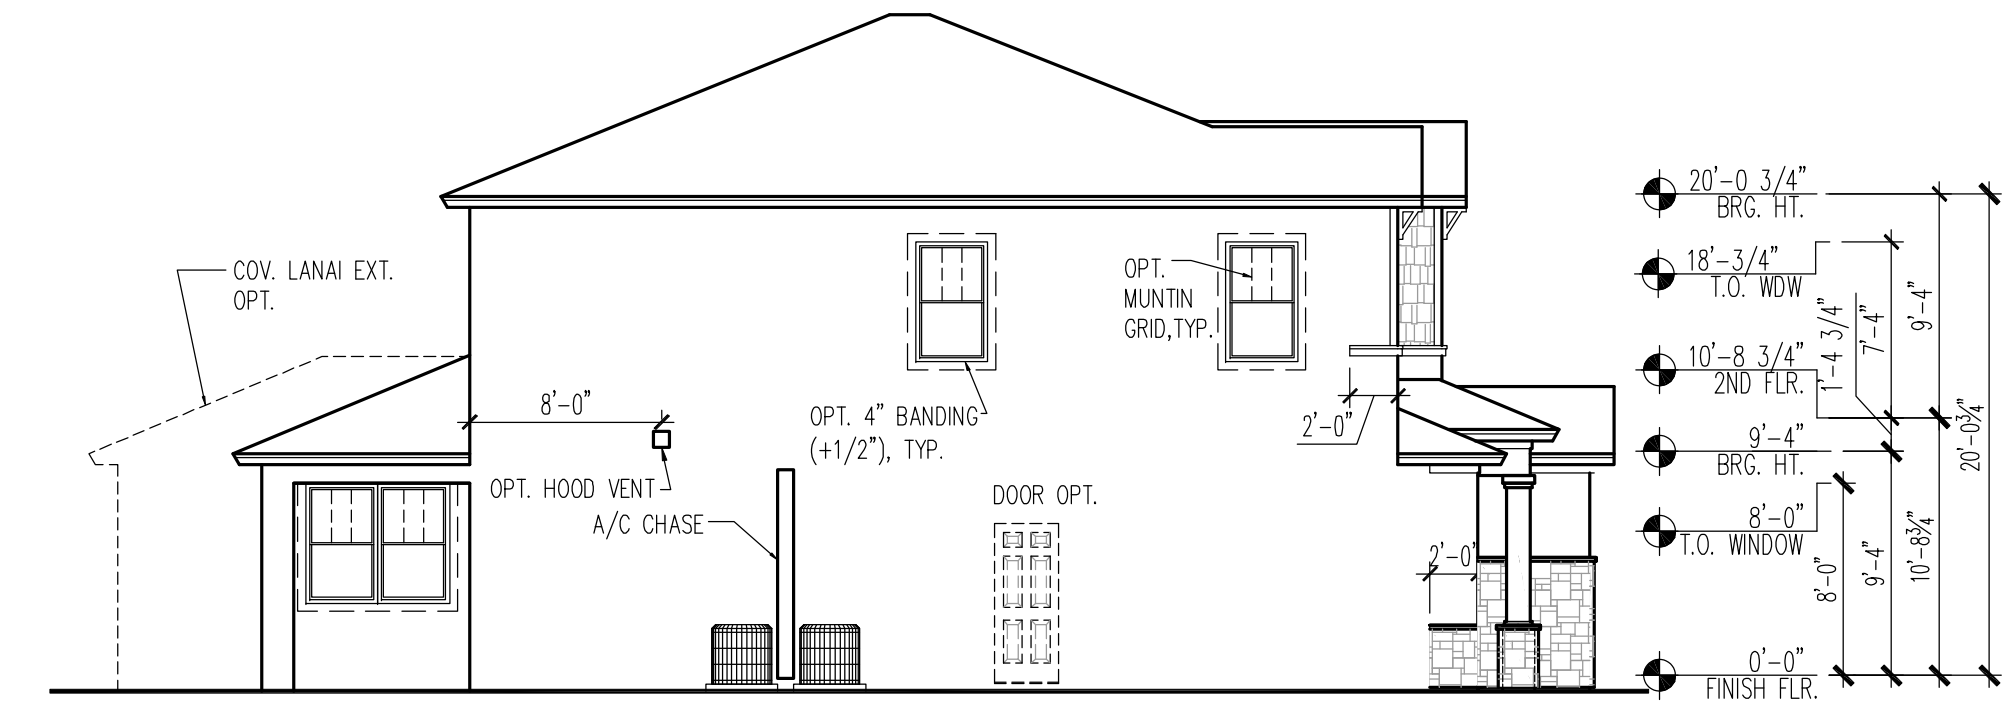 20'-0 3/4"
BRG. HT.
18'-3/4"
T.O. WDW
10'-8 3/4"
2ND FLR.
9'-4"
BRG. HT.
8'-0"
T.O. WINDOW
0'-0"
FINISH FLR.
1'-4 3/4"
7'-4"
9'-4"
20'-0¾"
8'-0"
9'-4"
10'-8¾"
COV. LANAI EXT.
OPT.
8'-0"
OPT. HOOD VENT
A/C CHASE
OPT. 4" BANDING
(+1/2"), TYP.
OPT.
MUNTIN
GRID,TYP.
DOOR OPT.
2'-0"
2'-0'